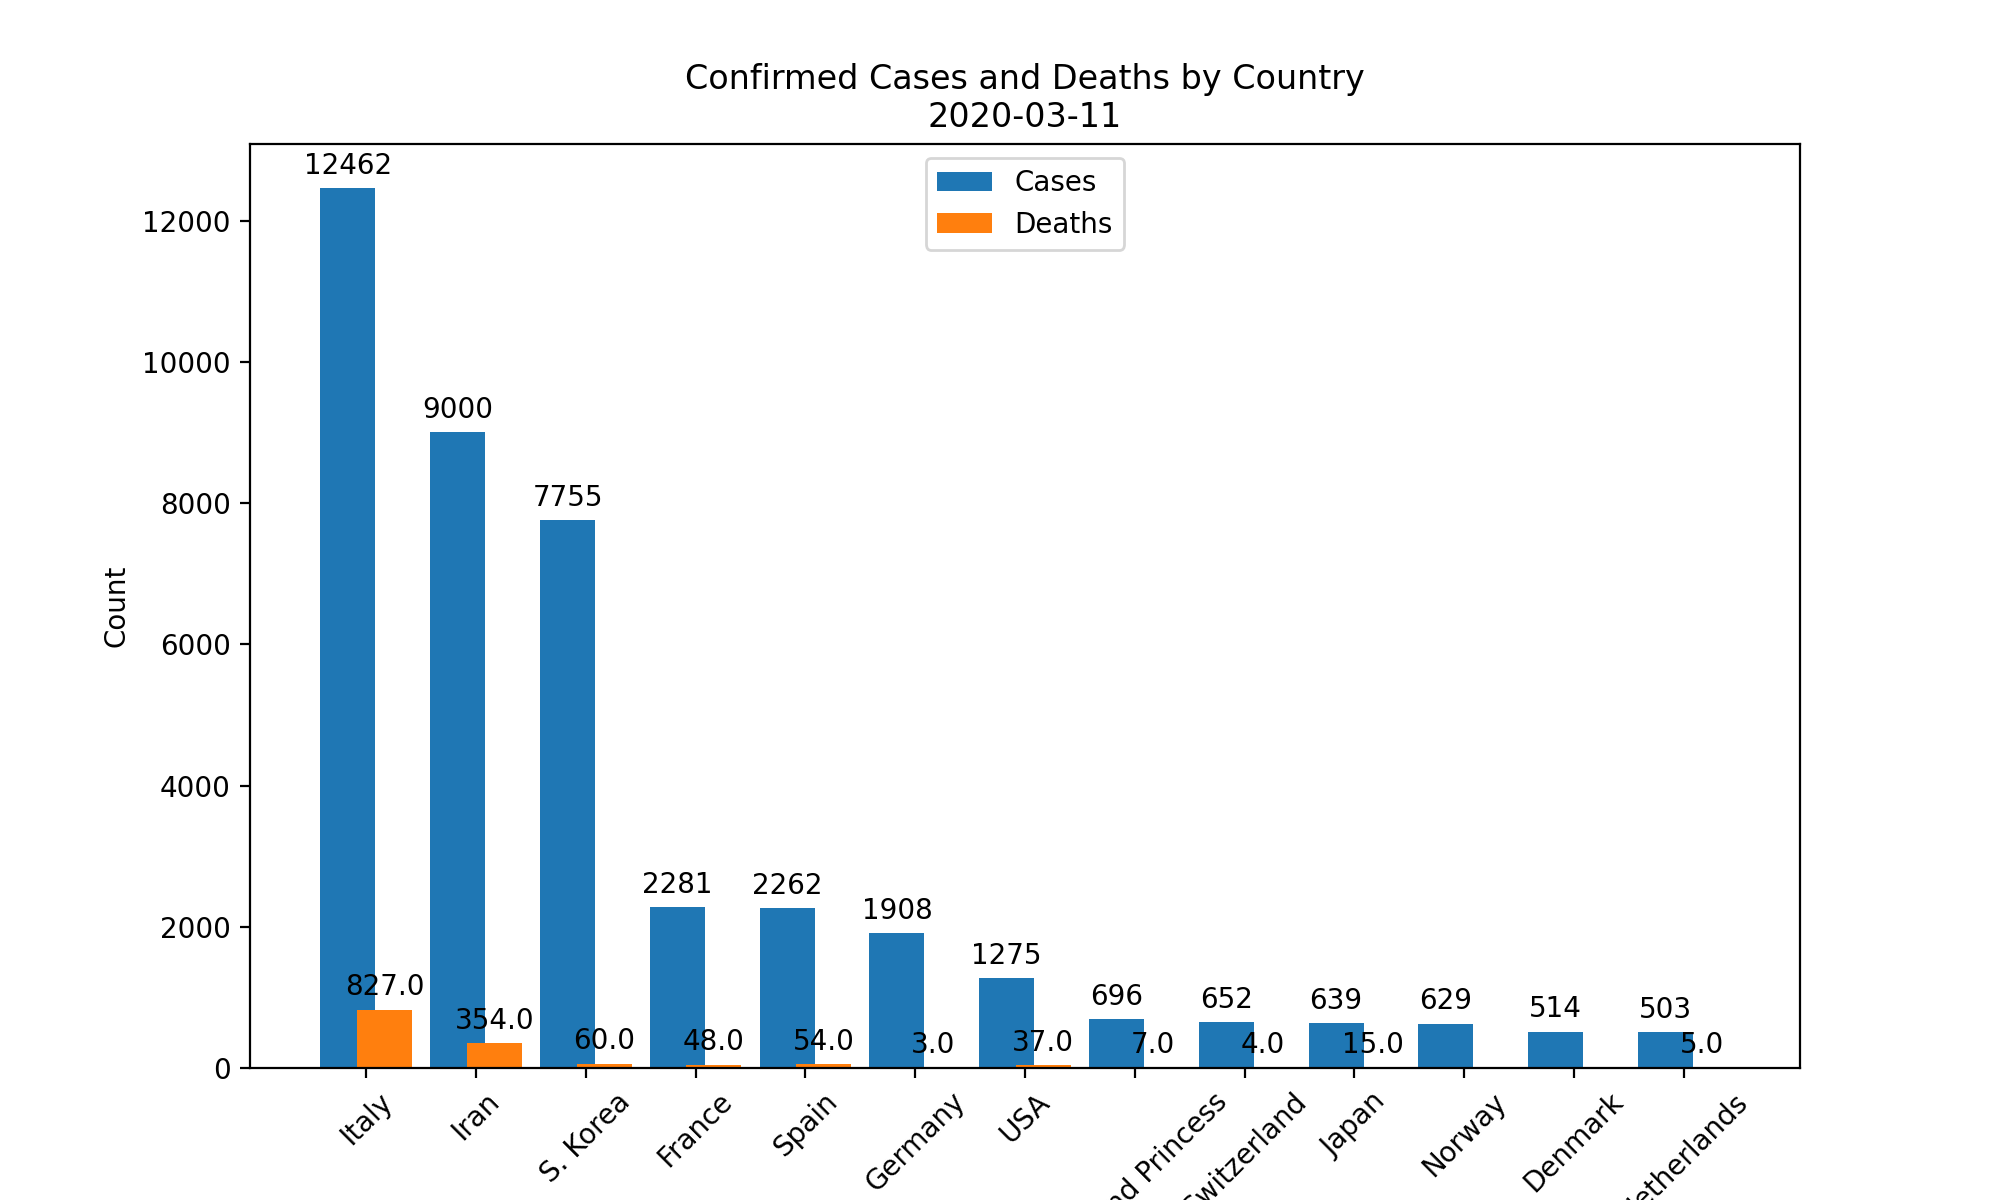 Confirmed Cases and Deaths by Country
2020-03-11
Cases
Deaths
Count
12000
10000
8000
6000
4000
2000
0
12462
9000
7755
2281
2262
1908
1275
696
652
639
629
514
503
827.0
354.0
60.0
48.0
54.0
3.0
37.0
7.0
4.0
15.0
5.0
Italy
Iran
S. Korea
France
Spain
Germany
USA
Princess
Switzerland
Japan
Norway
Denmark
etherlands